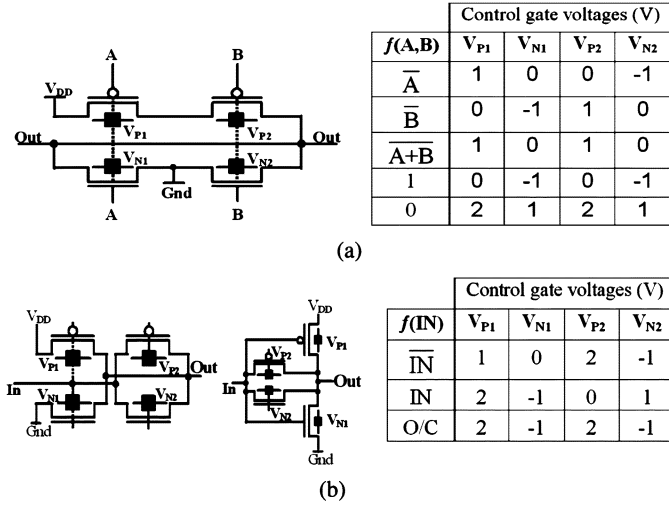 Control gate voltages (V)
f(A,B) V_P1 V_N1 V_P2 V_N2
A̅ 1 0 0 -1
B̅ 0 -1 1 0
A̅+̅B̅ 1 0 1 0
1 0 -1 0 -1
0 2 1 2 1
A B
V_DD
V_P1 V_P2
Out Out
V_N1 V_N2
Gnd
A B
(a)
Control gate voltages (V)
f(IN) V_P1 V_N1 V_P2 V_N2
I̅N̅ 1 0 2 -1
IN 2 -1 0 1
O/C 2 -1 2 -1
V_DD
V_P1 V_P2
Out
In
V_N1 V_N2
Gnd
V_DD
V_P1
V_P2
In Out
V_N2 V_N1
Gnd
(b)